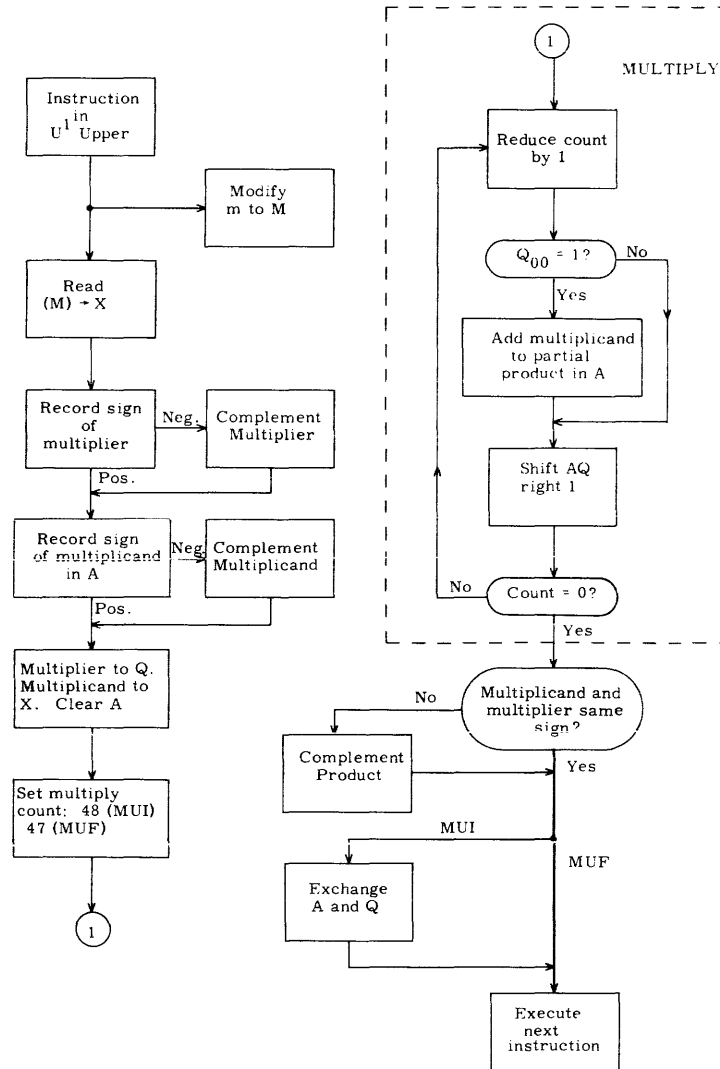 Instruction
in
U¹ Upper
Modify
m to M
Read
(M) → X
Record sign
of
multiplier
Neg.
Complement
Multiplier
Pos.
Record sign
of multiplicand
in A
Neg
Complement
Multiplicand
Pos.
Multiplier to Q.
Multiplicand to
X. Clear A
Set multiply
count: 48 (MUI)
47 (MUF)
1
1
MULTIPLY
Reduce count
by 1
Q₀₀ = 1?
No
Yes
Add multiplicand
to partial
product in A
Shift AQ
right 1
No
Count = 0?
Yes
Multiplicand and
multiplier same
sign?
No
Complement
Product
Yes
MUI
MUF
Exchange
A and Q
Execute
next
instruction